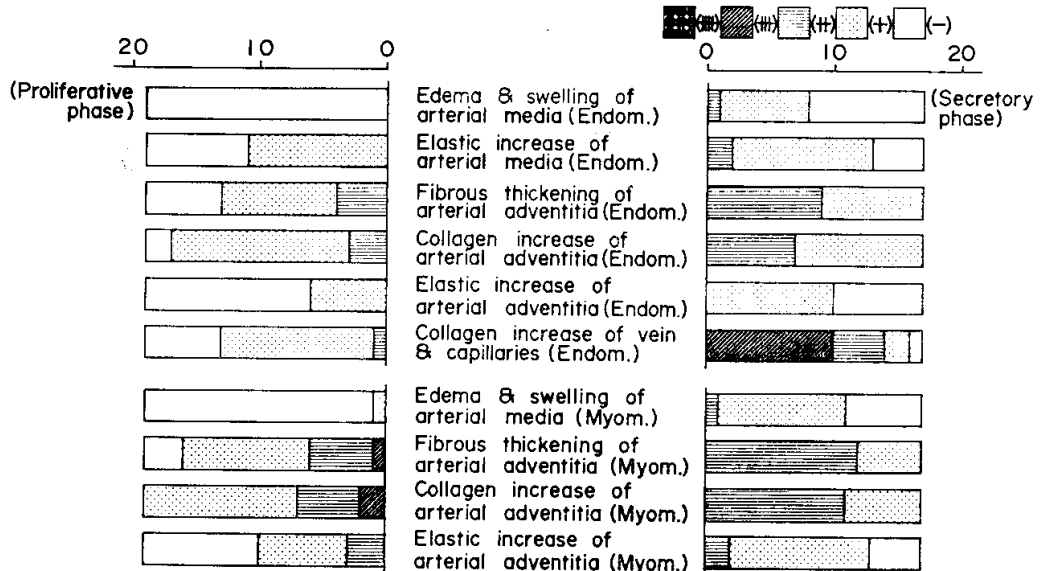 (⧻⧻) (⧻) (╫) (+) (−)
20 10 0
0 10 20
(Proliferative
phase)
(Secretory
phase)
Edema & swelling of
arterial media (Endom.)
Elastic increase of
arterial media (Endom.)
Fibrous thickening of
arterial adventitia (Endom.)
Collagen increase of
arterial adventitia (Endom.)
Elastic increase of
arterial adventitia (Endom.)
Collagen increase of vein
& capillaries (Endom.)
Edema & swelling of
arterial media (Myom.)
Fibrous thickening of
arterial adventitia (Myom.)
Collagen increase of
arterial adventitia (Myom.)
Elastic increase of
arterial adventitia (Myom.)